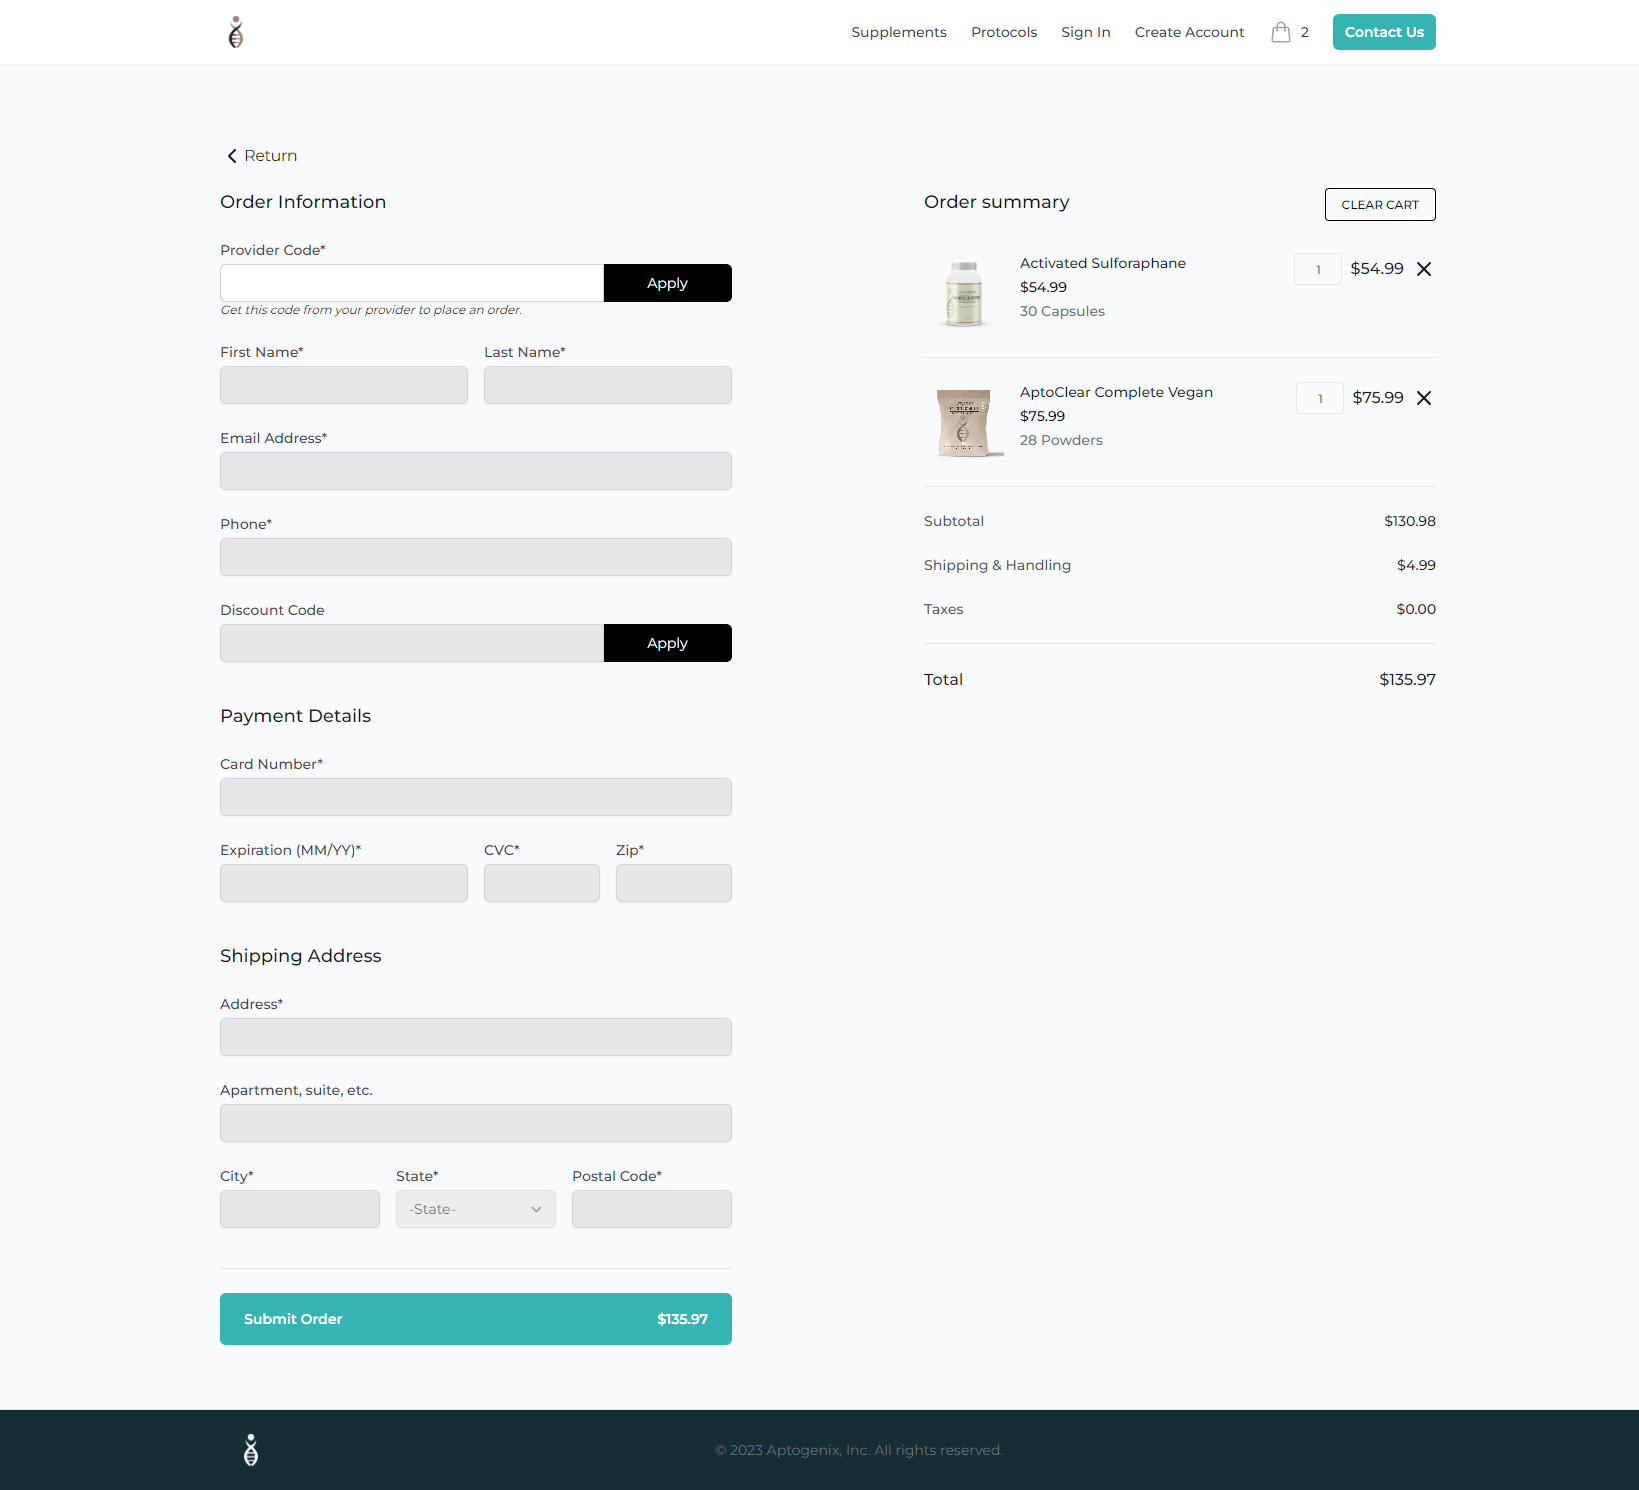 Supplements Protocols Sign In Create Account 2 Contact Us
Return
Order Information
Provider Code*
Apply
Get this code from your provider to place an order.
First Name* Last Name*
Email Address*
Phone*
Discount Code
Apply
Payment Details
Card Number*
Expiration (MM/YY)* CVC* Zip*
Shipping Address
Address*
Apartment, suite, etc.
City* State* Postal Code*
-State-
Submit Order $135.97
Order summary CLEAR CART
Activated Sulforaphane 1 $54.99
$54.99
30 Capsules
AptoClear Complete Vegan 1 $75.99
$75.99
28 Powders
Subtotal $130.98
Shipping & Handling $4.99
Taxes $0.00
Total $135.97
© 2023 Aptogenix, Inc. All rights reserved.